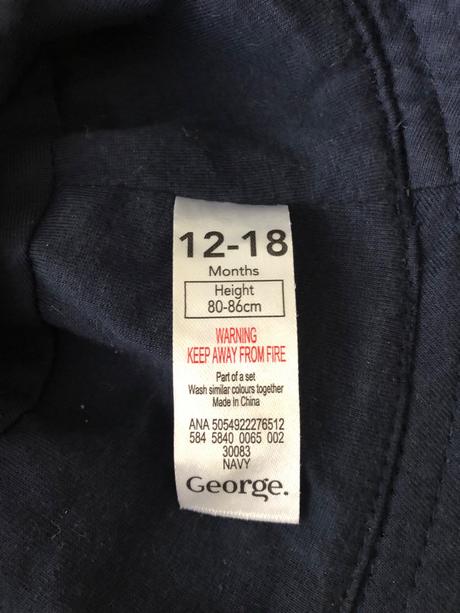 12-18
Months
Height
80-86cm
WARNING
KEEP AWAY FROM FIRE
Part of a set
Wash similar colours together
Made In China
ANA 5054922276512
584 5840 0065 002
30083
NAVY
George.